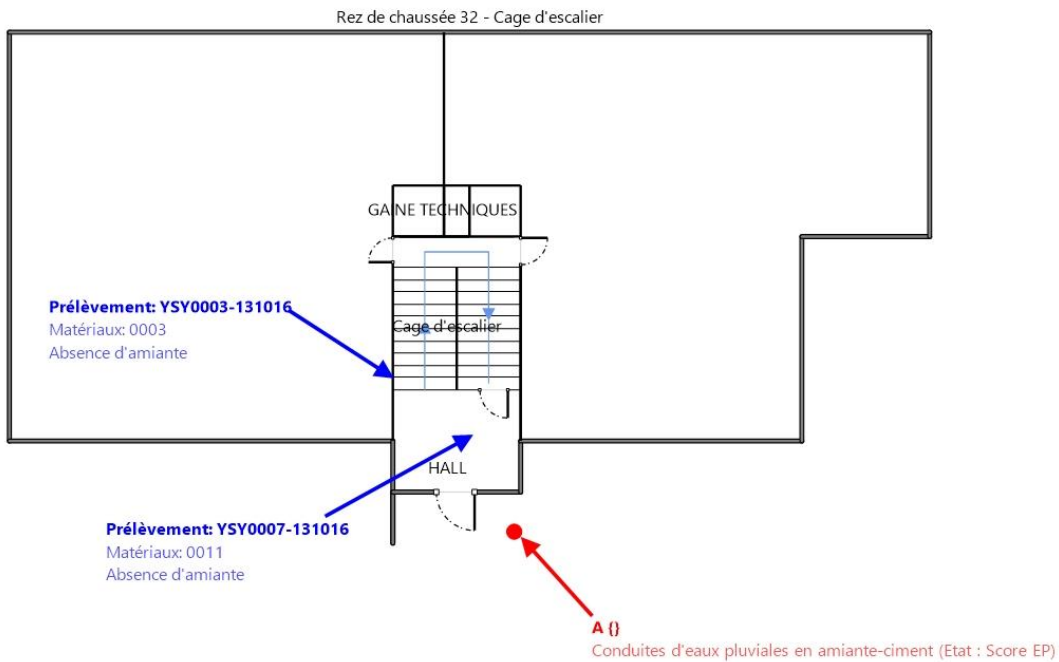 Rez de chaussée 32 - Cage d'escalier
GAINE TECHNIQUES
Prélèvement: YSY0003-131016
Matériaux: 0003
Absence d'amiante
Cage d'escalier
HALL
Prélèvement: YSY0007-131016
Matériaux: 0011
Absence d'amiante
A {}
Conduites d'eaux pluviales en amiante-ciment (Etat : Score EP)